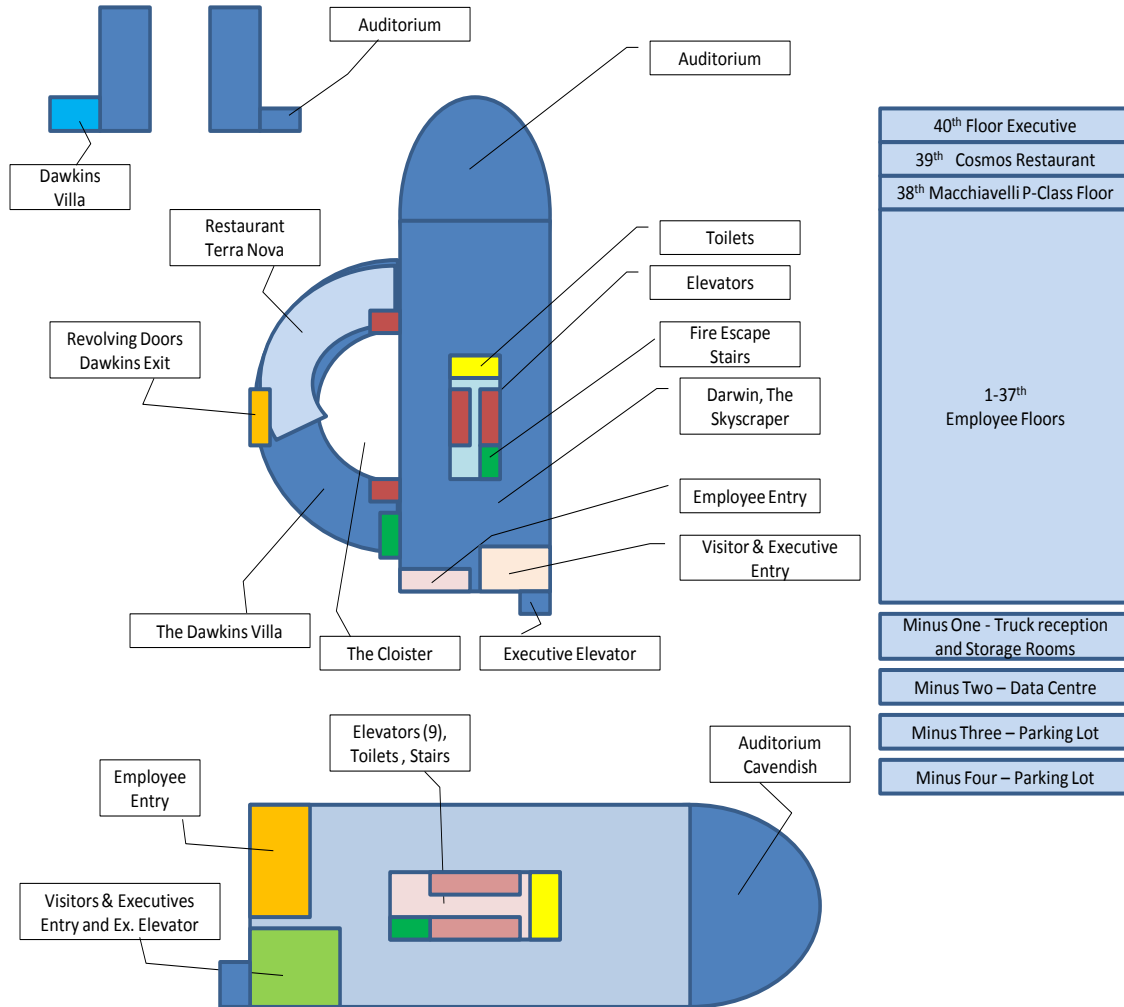 Auditorium
Auditorium
Dawkins
Villa
Restaurant
Terra Nova
Toilets
Elevators
Revolving Doors
Dawkins Exit
Fire Escape
Stairs
Darwin, The
Skyscraper
Employee Entry
Visitor & Executive
Entry
The Dawkins Villa
The Cloister
Executive Elevator
40th Floor Executive
39th Cosmos Restaurant
38th Macchiavelli P-Class Floor
1-37th
Employee Floors
Minus One - Truck reception
and Storage Rooms
Minus Two – Data Centre
Minus Three – Parking Lot
Minus Four – Parking Lot
Elevators (9),
Toilets , Stairs
Auditorium
Cavendish
Employee
Entry
Visitors & Executives
Entry and Ex. Elevator